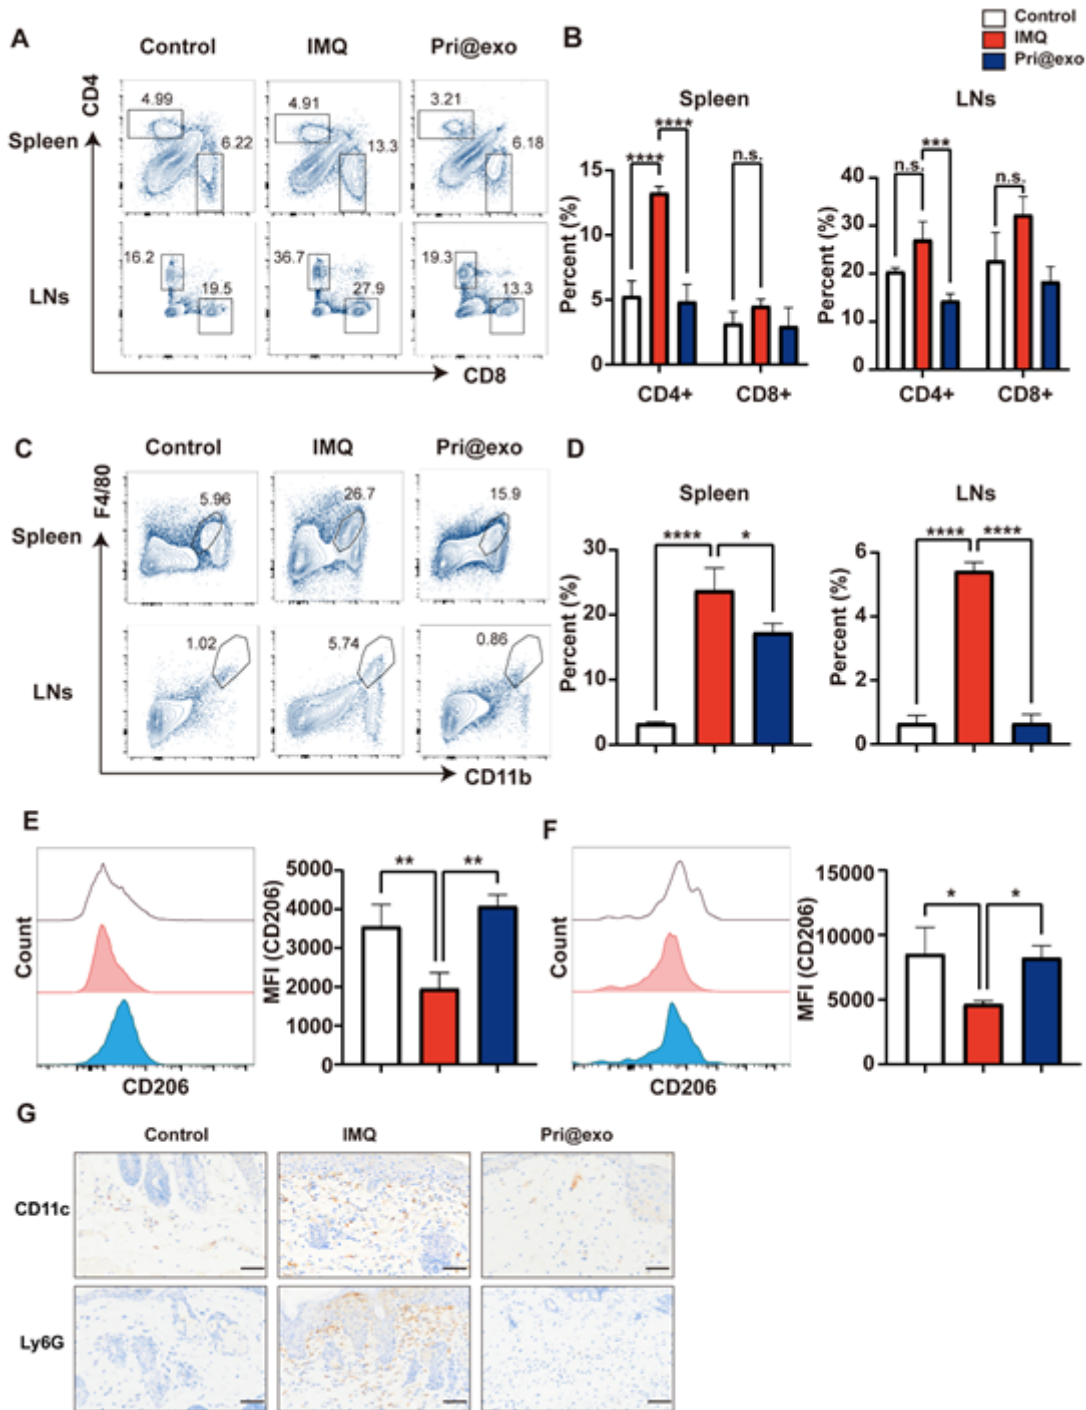 Control
IMQ
Pri@exo
A
Control
IMQ
Pri@exo
CD4
Spleen
4.99
6.22
4.91
13.3
3.21
6.18
LNs
16.2
19.5
36.7
27.9
19.3
13.3
CD8
B
Spleen
Percent (%)
15
10
5
0
****
****
n.s.
CD4+
CD8+
LNs
Percent (%)
40
30
20
10
0
n.s.
***
n.s.
CD4+
CD8+
C
Control
IMQ
Pri@exo
F4/80
Spleen
5.96
26.7
15.9
LNs
1.02
5.74
0.86
CD11b
D
Spleen
Percent (%)
30
20
10
0
****
*
LNs
Percent (%)
6
4
2
0
****
****
E
Count
CD206
MFI (CD206)
5000
4000
3000
2000
1000
0
**
**
F
Count
CD206
MFI (CD206)
15000
10000
5000
0
*
*
G
Control
IMQ
Pri@exo
CD11c
Ly6G